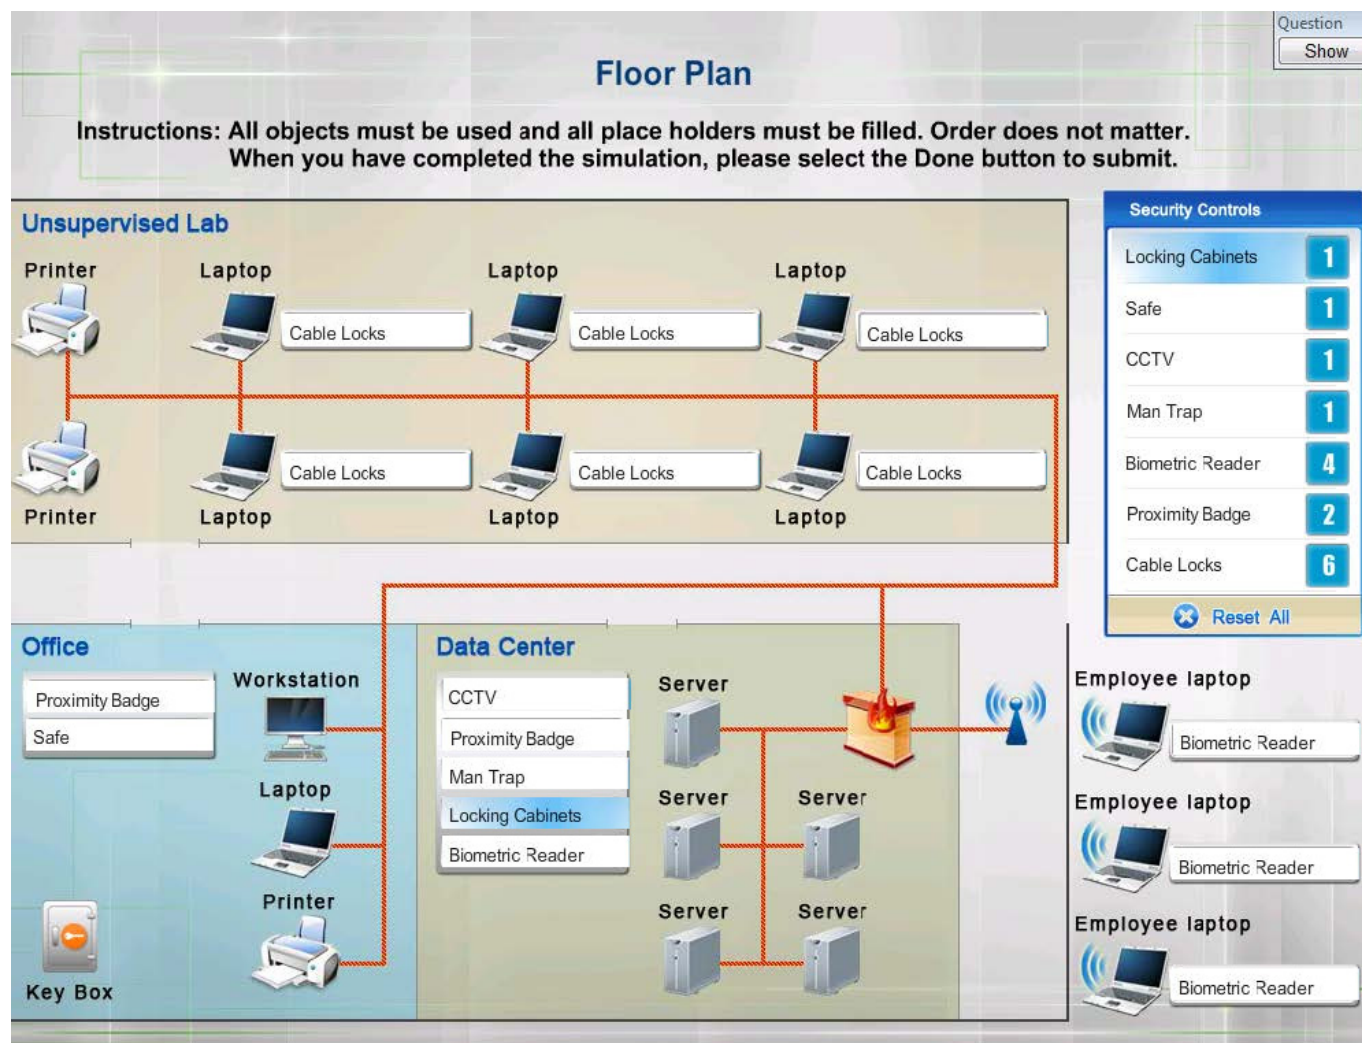 Question
Show
Floor Plan
Instructions: All objects must be used and all place holders must be filled. Order does not matter.
When you have completed the simulation, please select the Done button to submit.
Unsupervised Lab
Printer
Laptop
Laptop
Laptop
Cable Locks
Cable Locks
Cable Locks
Cable Locks
Cable Locks
Cable Locks
Printer
Laptop
Laptop
Laptop
Security Controls
Locking Cabinets 1
Safe 1
CCTV 1
Man Trap 1
Biometric Reader 4
Proximity Badge 2
Cable Locks 6
Reset All
Office
Proximity Badge
Safe
Workstation
Laptop
Printer
Key Box
Data Center
CCTV
Proximity Badge
Man Trap
Locking Cabinets
Biometric Reader
Server
Server
Server
Server
Server
Employee laptop
Biometric Reader
Employee laptop
Biometric Reader
Employee laptop
Biometric Reader